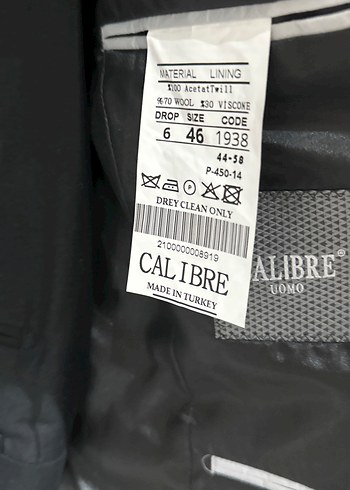 MATERIAL LINING
%100 AcetatTwill
%70 WOOL %30 VISCONE
DROP SIZE CODE
6 46 1938
44-58
P-450-14
P
DREY CLEAN ONLY
2100000008919
CALIBRE
MADE IN TURKEY
ALIBRE®
UOMO